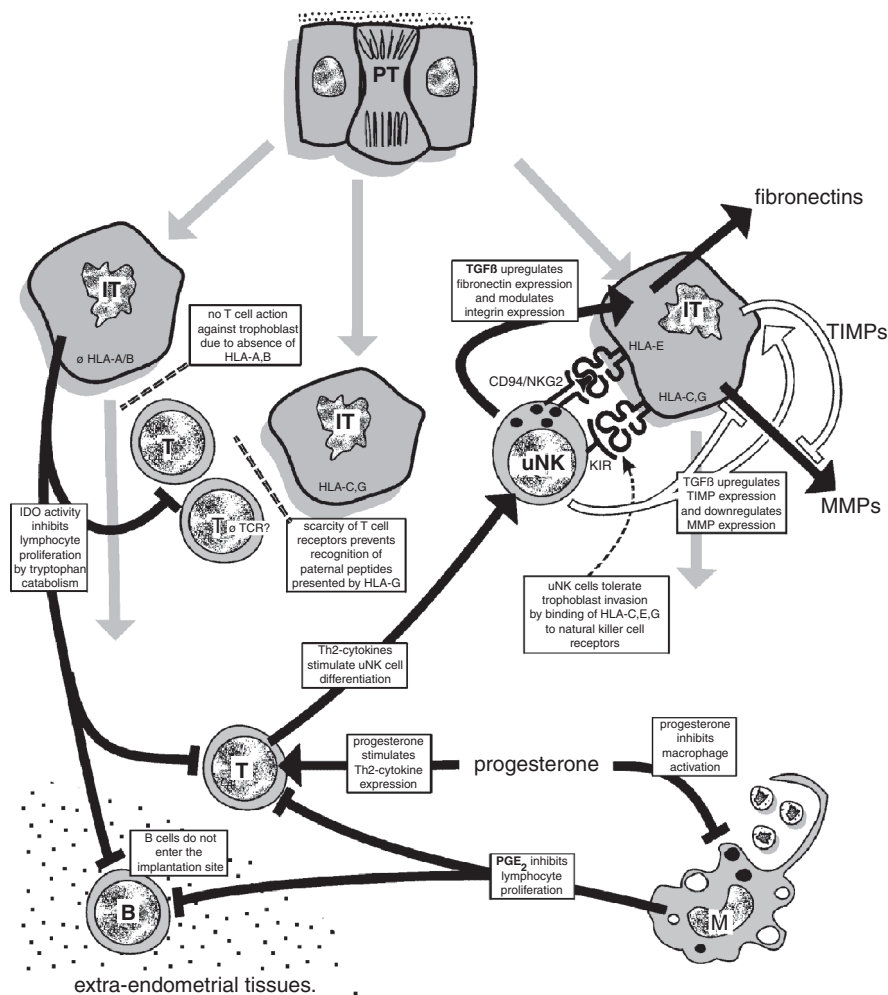 PT
fibronectins
TGFß upregulates
fibronectin expression
and modulates
integrin expression
IT
ø HLA-A/B
no T cell action
against trophoblast
due to absence of
HLA-A,B
IT
HLA-E
HLA-C,G
TIMPs
CD94/NKG2
uNK
KIR
MMPs
TGFß upregulates
TIMP expression
and downregulates
MMP expression
T
T ø TCR?
IT
HLA-C,G
IDO activity
inhibits
lymphocyte
proliferation
by tryptophan
catabolism
scarcity of T cell
receptors prevents
recognition of
paternal peptides
presented by HLA-G
uNK cells tolerate
trophoblast invasion
by binding of HLA-C,E,G
to natural killer cell
receptors
Th2-cytokines
stimulate uNK cell
differentiation
T
progesterone
stimulates
Th2-cytokine
expression
progesterone
progesterone
inhibits
macrophage
activation
B cells do not
enter the
implantation site
B
PGE2 inhibits
lymphocyte
proliferation
M
extra-endometrial tissues.